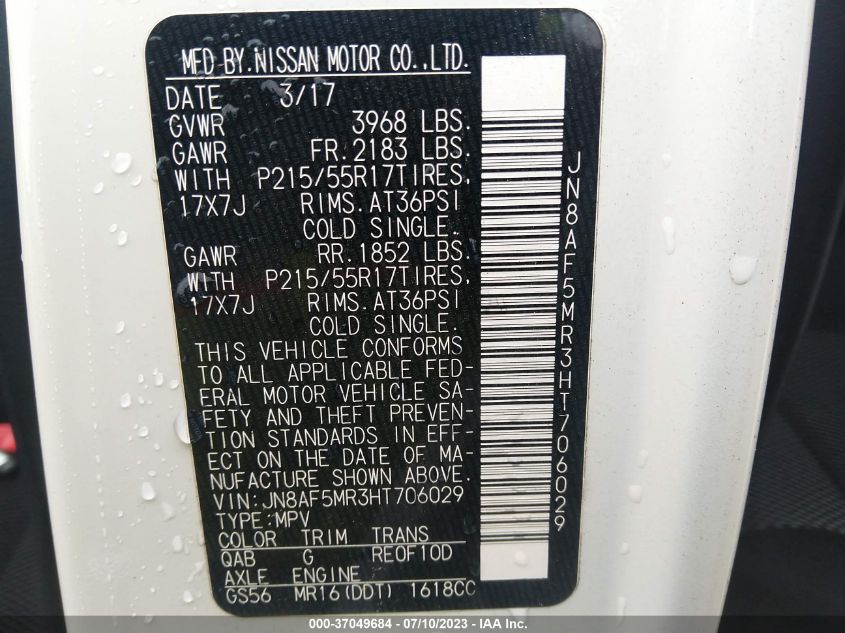 MFD BY.NISSAN MOTOR CO.,LTD.
DATE 3/17
GVWR 3968 LBS.
GAWR FR.2183 LBS.
WITH P215/55R17TIRES,
17X7J RIMS.AT36PSI
COLD SINGLE.
GAWR RR.1852 LBS.
WITH P215/55R17TIRES,
17X7J RIMS.AT36PSI
COLD SINGLE.
THIS VEHICLE CONFORMS
TO ALL APPLICABLE FED-
ERAL MOTOR VEHICLE SA-
FETY AND THEFT PREVEN-
TION STANDARDS IN EFF-
ECT ON THE DATE OF MA-
NUFACTURE SHOWN ABOVE.
VIN:JN8AF5MR3HT706029
TYPE:MPV
COLOR TRIM TRANS
QAB G RE0F10D
AXLE ENGINE
GS56 MR16(DDT) 1618CC
JN8AF5MR3HT706029
000-37049684 - 07/10/2023 - IAA Inc.